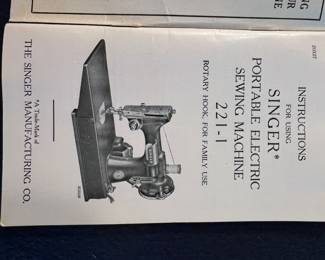 INSTRUCTIONS
FOR USING
SINGER*
PORTABLE ELECTRIC
SEWING MACHINE
221-1
ROTARY HOOK, FOR FAMILY USE
*A Trade-Mark of
THE SINGER MANUFACTURING CO.